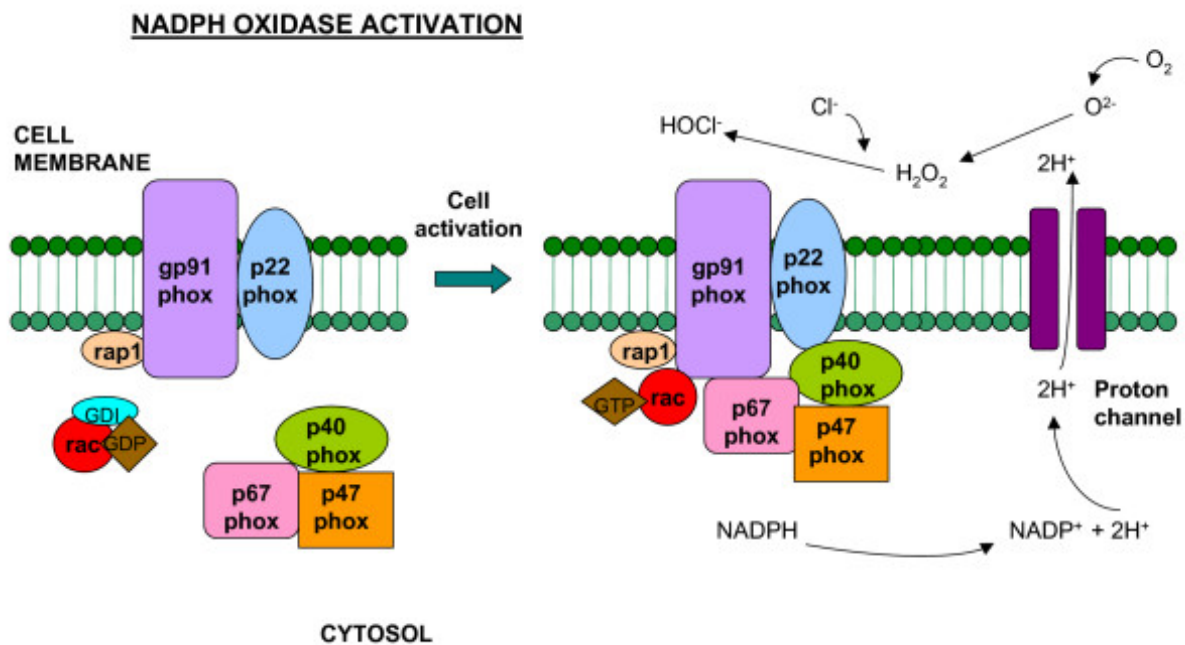 NADPH OXIDASE ACTIVATION
CELL
MEMBRANE
gp91
phox
p22
phox
rap1
GDI
rac
GDP
p40
phox
p67
phox
p47
phox
Cell
activation
O₂
O²⁻
Cl⁻
HOCl⁻
H₂O₂
2H⁺
gp91
phox
p22
phox
rap1
GTP
rac
p40
phox
p67
phox
p47
phox
2H⁺
Proton
channel
NADPH
NADP⁺ + 2H⁺
CYTOSOL